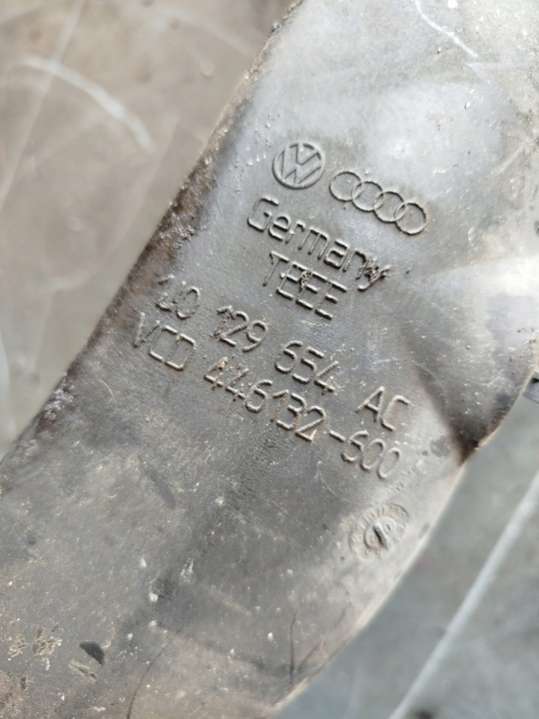 Germany
TEEE
1J0 129 654 AC
VCD 446132-600